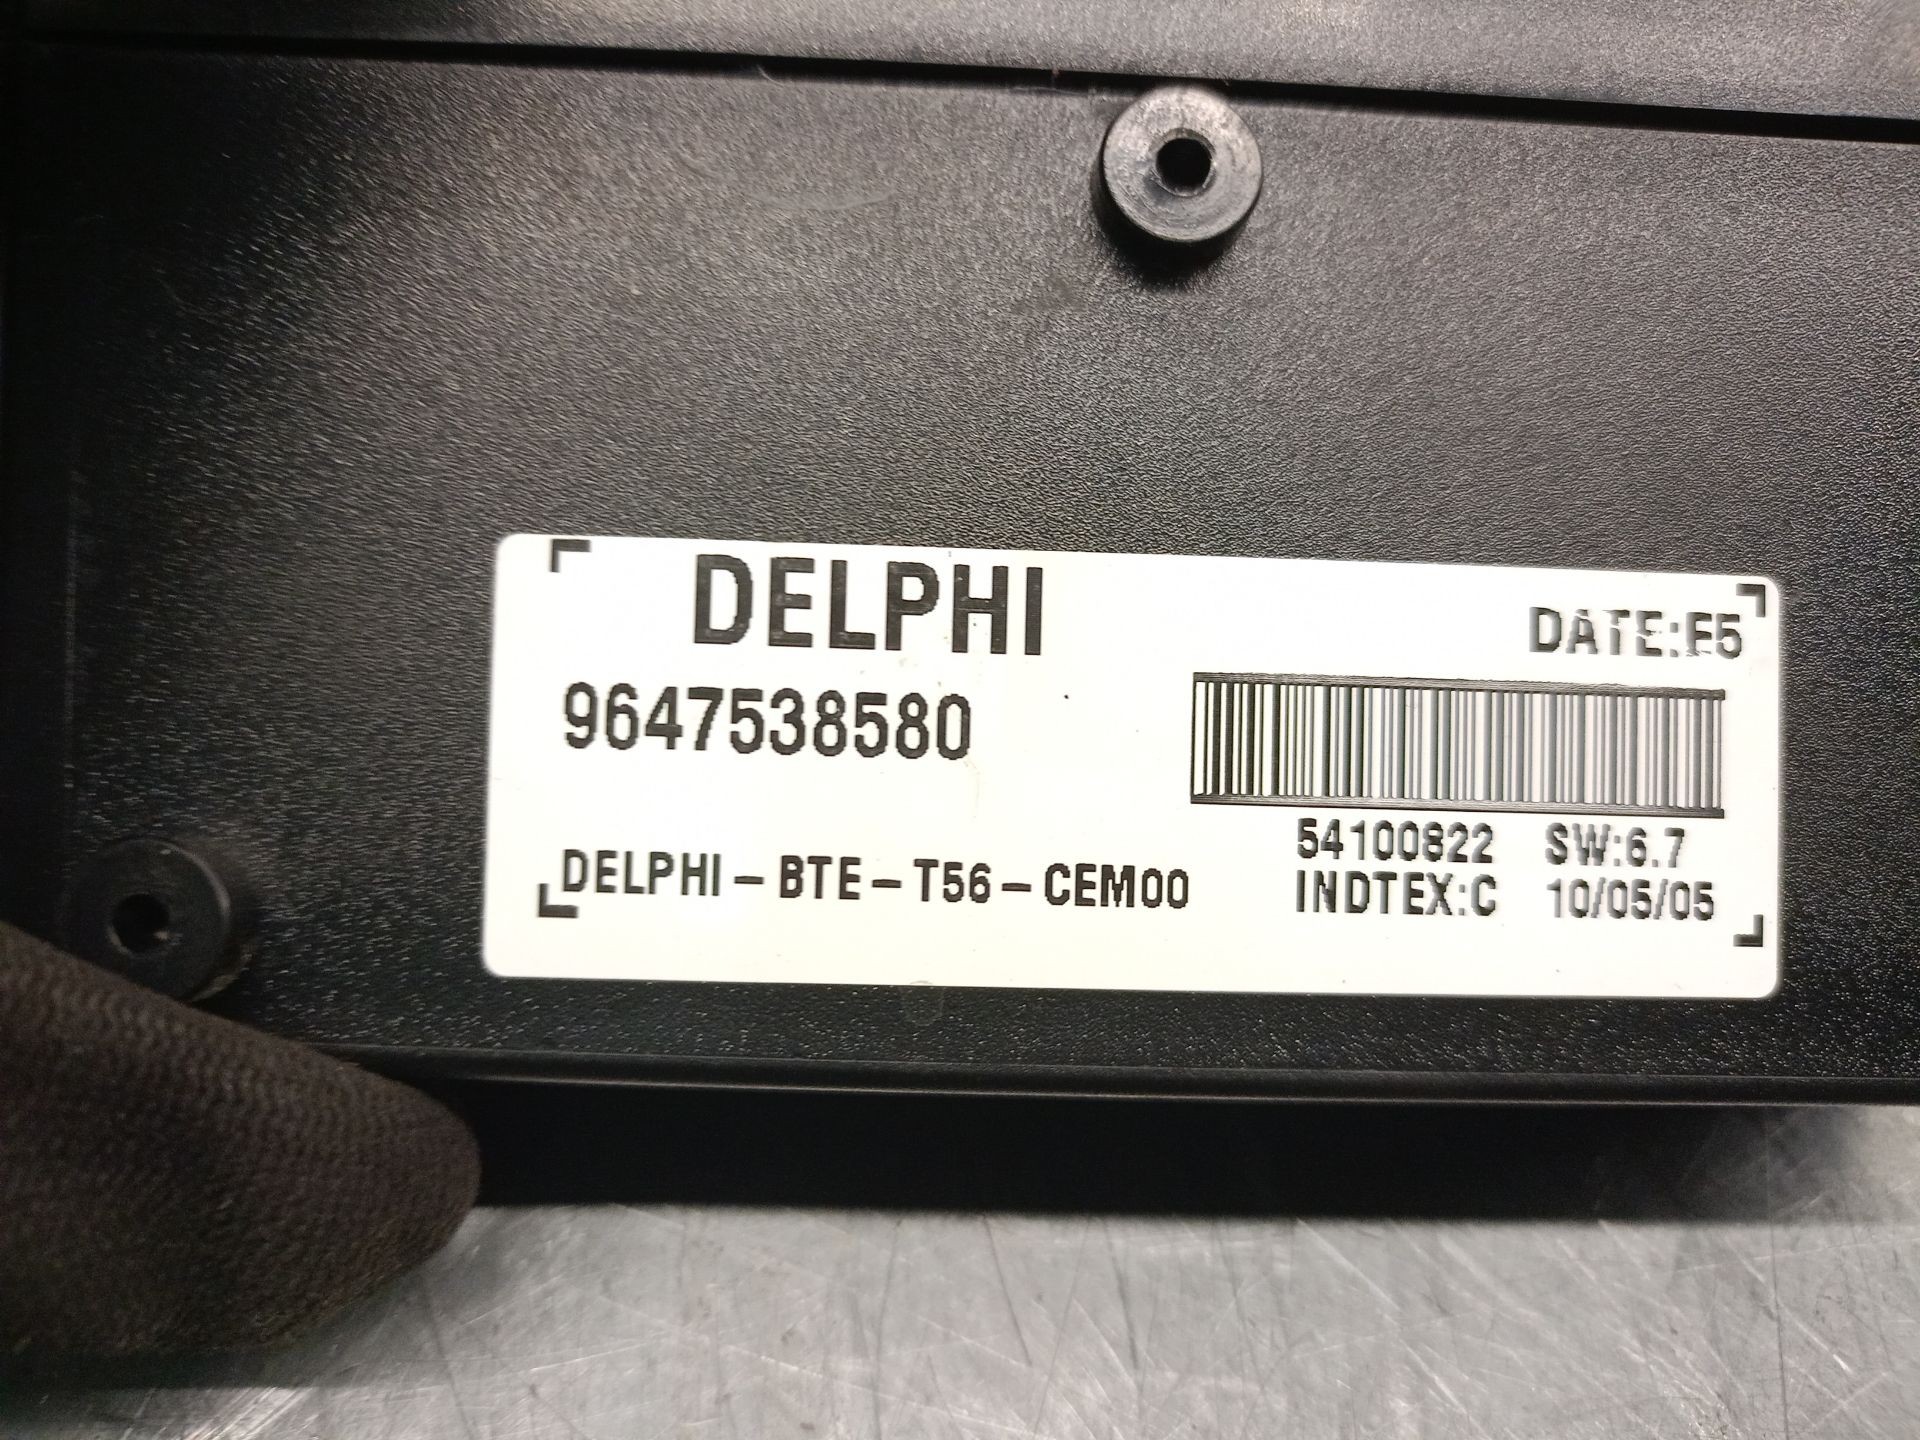 DELPHI
DATE:E5
9647538580
54100822 SW:6.7
DELPHI-BTE-T56-CEM00
INDTEX:C 10/05/05